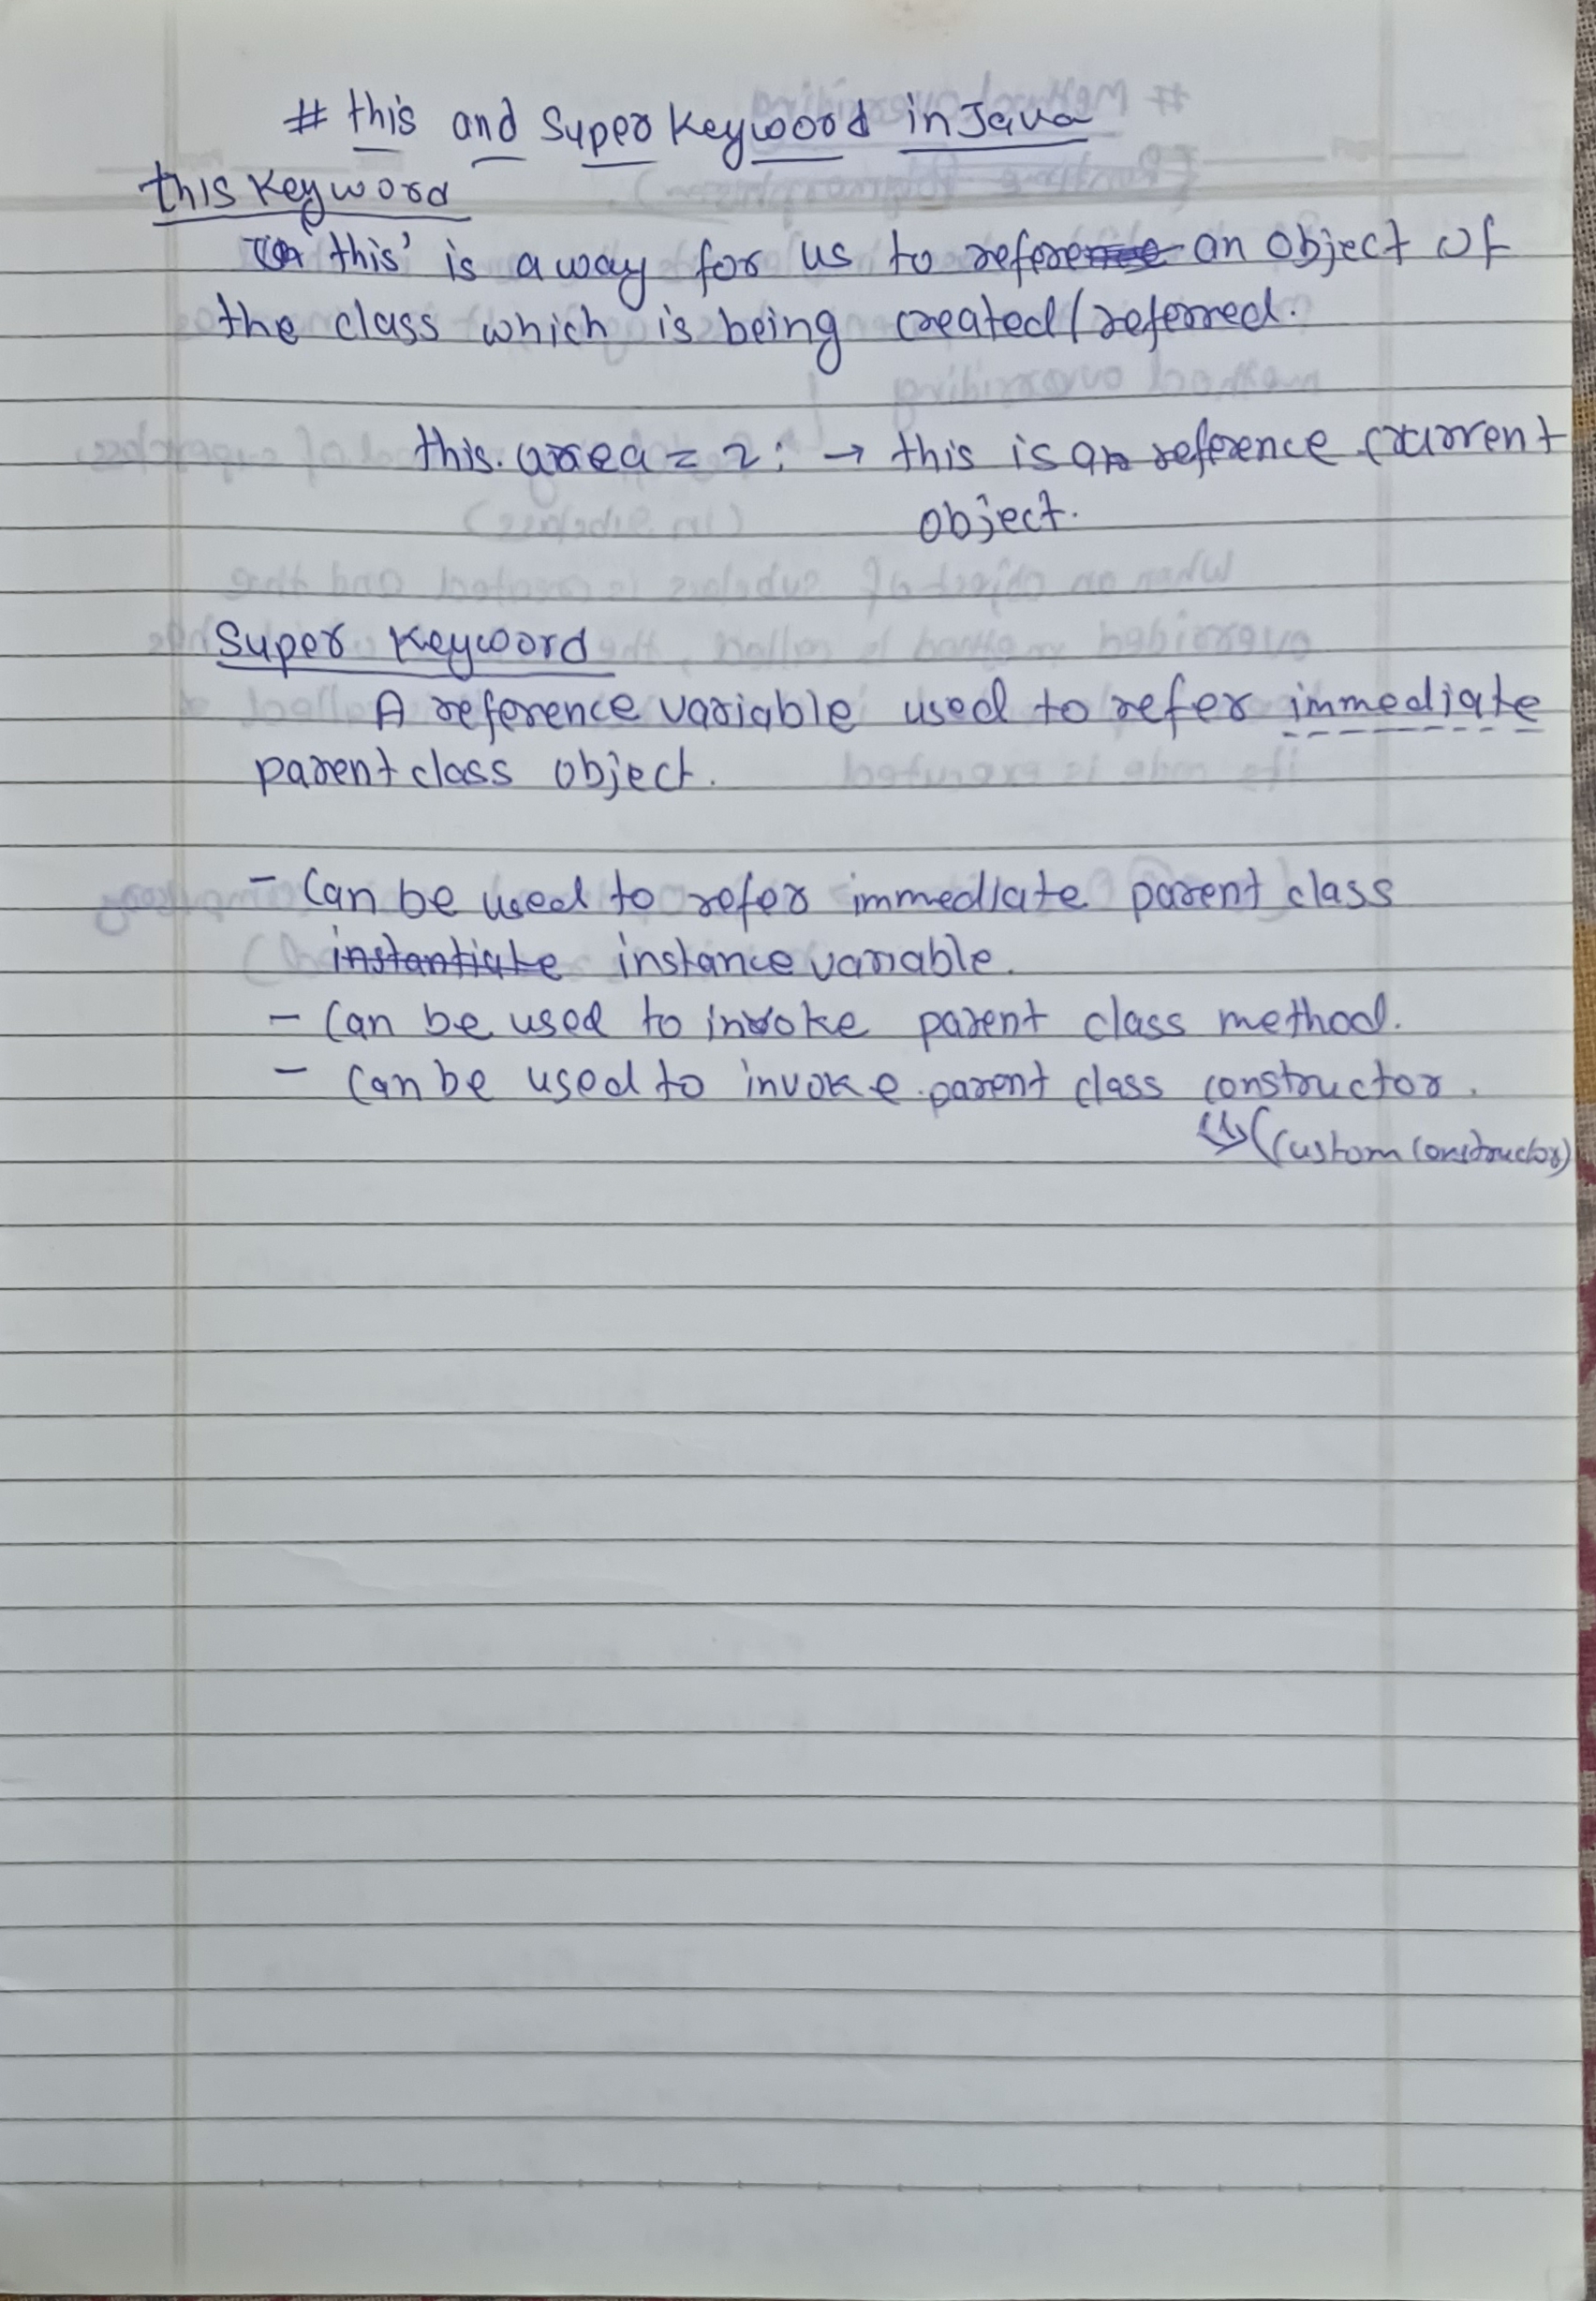 # this and Super Keyword in Java
this Keyword
'this' is a way for us to refer an object of
the class which is being created/referred.
this.area = 2; → this is a reference current
object.
Super Keyword
A reference variable used to refer immediate
parent class object.
- Can be used to refer immediate parent class
instantiate instance variable.
- Can be used to invoke parent class method.
- Can be used to invoke parent class constructor.
(Custom Constructor)